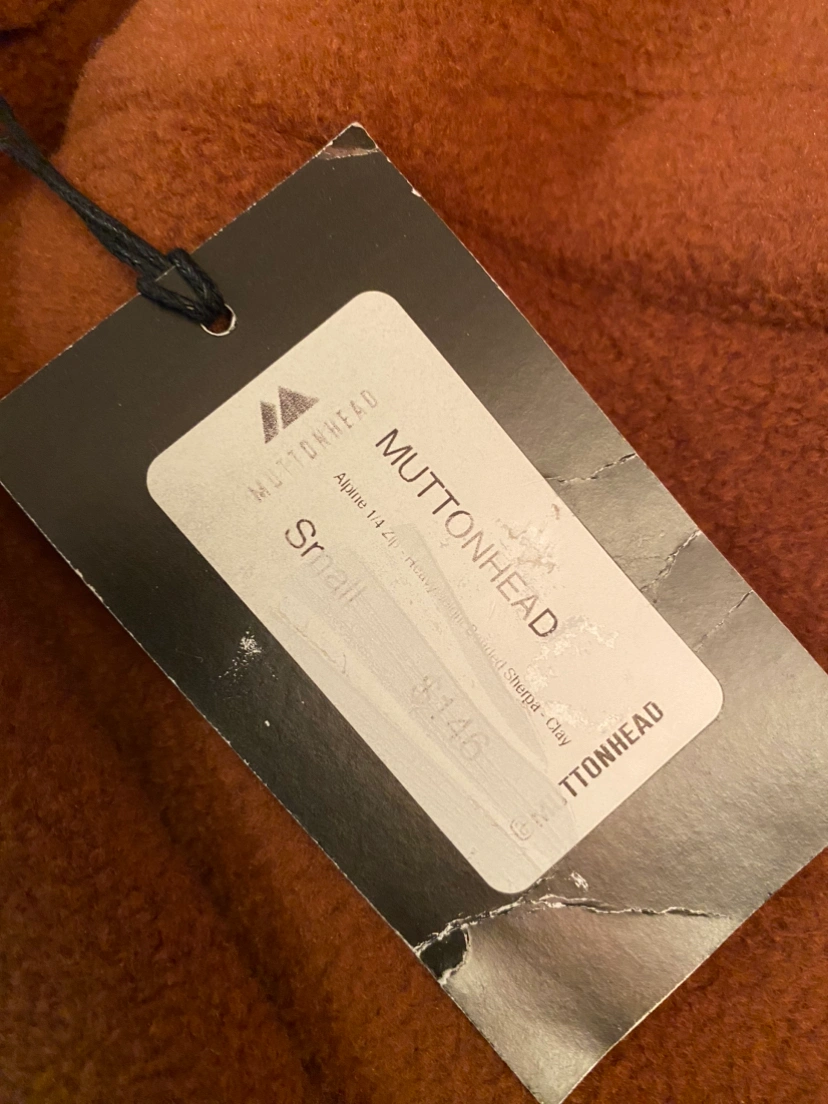 MUTTONHEAD
MUTTONHEAD
Alpine 1/4 Zip - Heavyweight Bonded Sherpa - Clay
Small
$146
@MUTTONHEAD